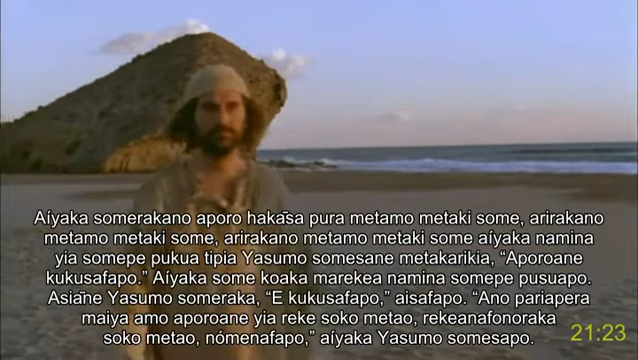 Aíyaka somerakano aporo hakāsa pura metamo metaki some, arirakano
metamo metaki some, arirakano metamo metaki some aíyaka namina
yia somepe pukua tipia Yasumo somesane metakarikia, “Aporoane
kukusafapo.” Aíyaka some koaka marekea namina somepe pusuapo.
Asiāne Yasumo someraka, “E kukusafapo,” aisafapo. “Ano pariapera
maiya amo aporoane yia reke soko metao, rekeanafonoraka
soko metao, nómenafapo,” aíyaka Yasumo somesapo.
21:23